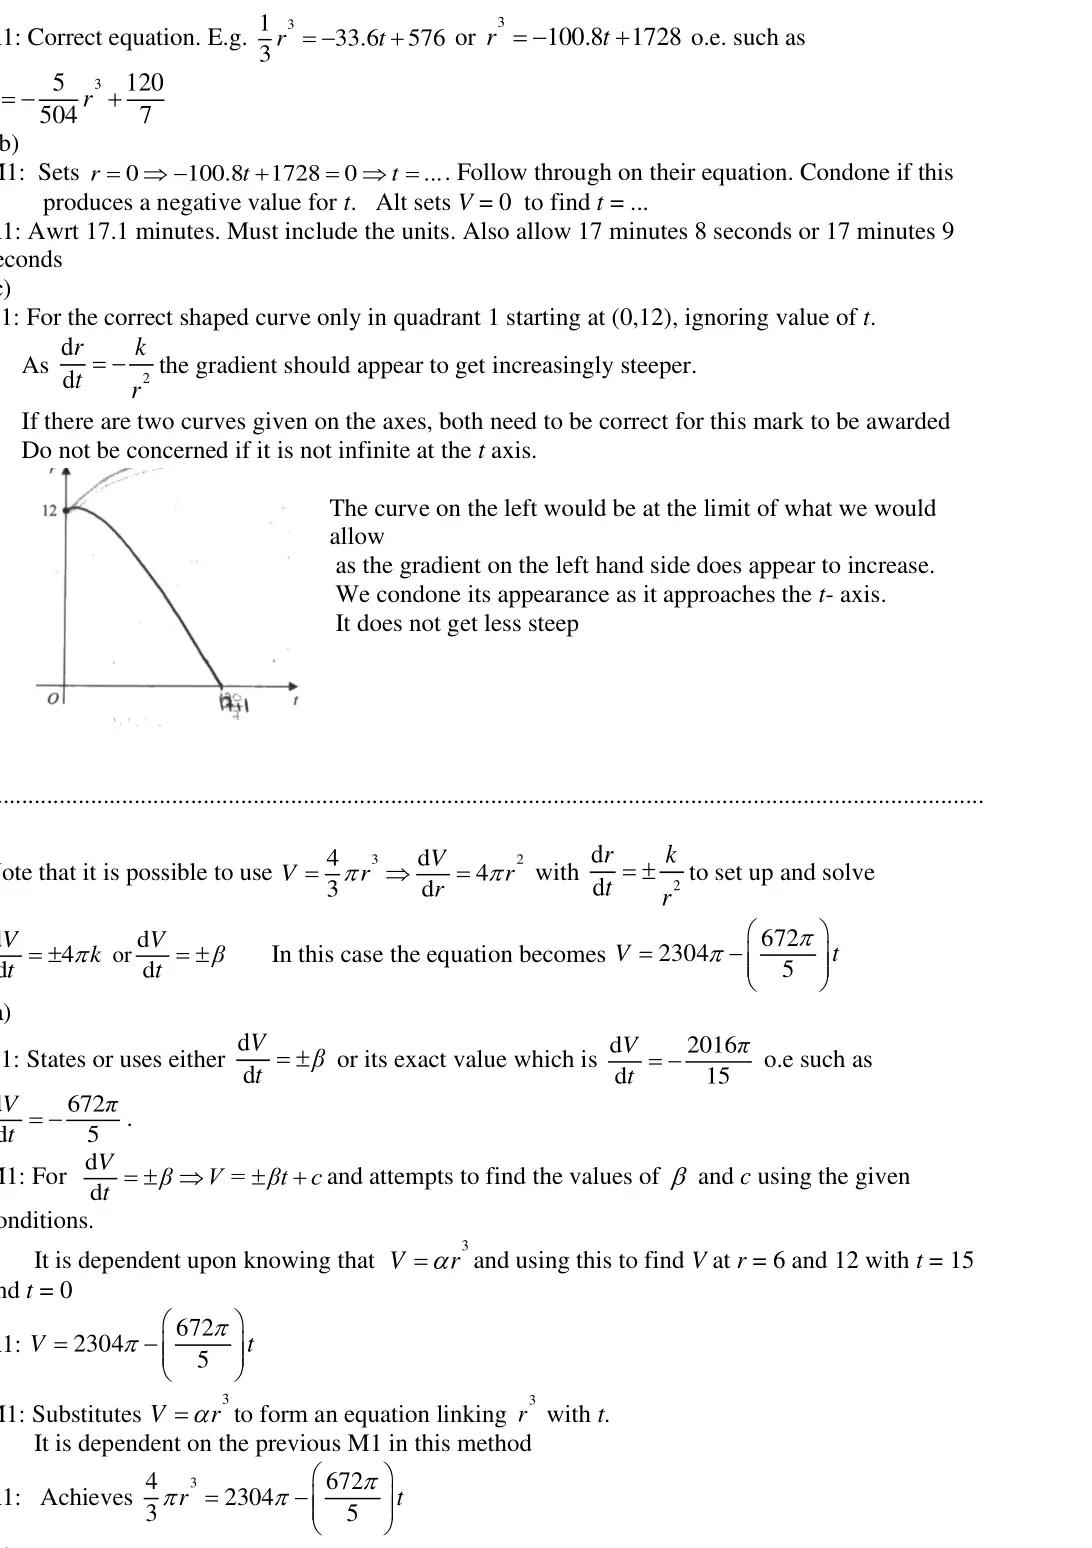 1: Correct equation. E.g. 1/3 r³ = −33.6t + 576 or r³ = −100.8t + 1728 o.e. such as
= −5/504 r³ + 120/7
b)
M1: Sets r = 0 ⇒ −100.8t + 1728 = 0 ⇒ t = .... Follow through on their equation. Condone if this
produces a negative value for t. Alt sets V = 0 to find t = ...
1: Awrt 17.1 minutes. Must include the units. Also allow 17 minutes 8 seconds or 17 minutes 9
econds
c)
1: For the correct shaped curve only in quadrant 1 starting at (0,12), ignoring value of t.
As dr/dt = −k/r² the gradient should appear to get increasingly steeper.
If there are two curves given on the axes, both need to be correct for this mark to be awarded
Do not be concerned if it is not infinite at the t axis.
12
O
t
The curve on the left would be at the limit of what we would
allow
as the gradient on the left hand side does appear to increase.
We condone its appearance as it approaches the t- axis.
It does not get less steep
ote that it is possible to use V = 4/3 πr³ ⇒ dV/dr = 4πr² with dr/dt = ± k/r² to set up and solve
dV/dt = ±4πk or dV/dt = ±β In this case the equation becomes V = 2304π − (672π/5) t
a)
1: States or uses either dV/dt = ±β or its exact value which is dV/dt = − 2016π/15 o.e such as
dV/dt = − 672π/5 .
M1: For dV/dt = ±β ⇒ V = ±βt + c and attempts to find the values of β and c using the given
onditions.
It is dependent upon knowing that V = αr³ and using this to find V at r = 6 and 12 with t = 15
nd t = 0
1: V = 2304π − (672π/5) t
M1: Substitutes V = αr³ to form an equation linking r³ with t.
It is dependent on the previous M1 in this method
1: Achieves 4/3 πr³ = 2304π − (672π/5) t